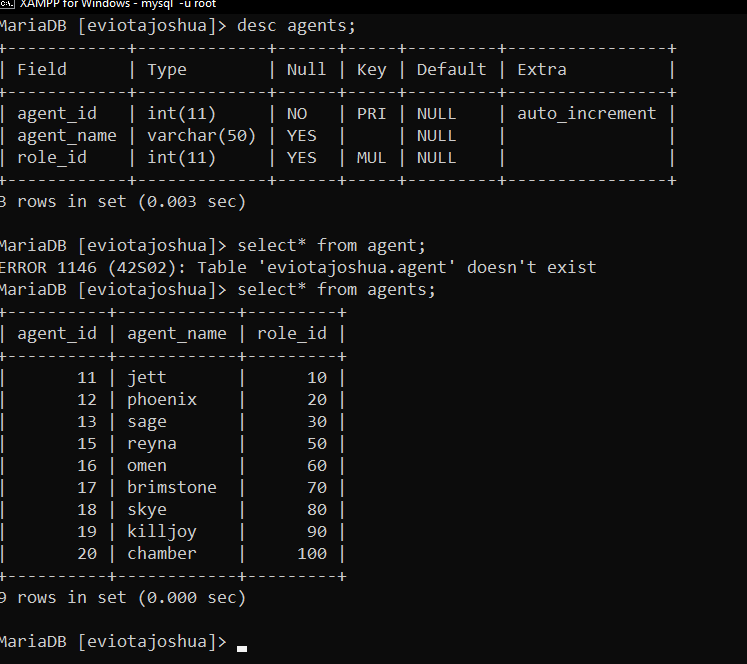 XAMPP for Windows - mysql -u root
MariaDB [eviotajoshua]> desc agents;
+------------+-------------+------+-----+---------+----------------+
| Field      | Type        | Null | Key | Default | Extra          |
+------------+-------------+------+-----+---------+----------------+
| agent_id   | int(11)     | NO   | PRI | NULL    | auto_increment |
| agent_name | varchar(50) | YES  |     | NULL    |                |
| role_id    | int(11)     | YES  | MUL | NULL    |                |
+------------+-------------+------+-----+---------+----------------+
3 rows in set (0.003 sec)
MariaDB [eviotajoshua]> select* from agent;
ERROR 1146 (42S02): Table 'eviotajoshua.agent' doesn't exist
MariaDB [eviotajoshua]> select* from agents;
+----------+------------+---------+
| agent_id | agent_name | role_id |
+----------+------------+---------+
|       11 | jett       |      10 |
|       12 | phoenix    |      20 |
|       13 | sage       |      30 |
|       15 | reyna      |      50 |
|       16 | omen       |      60 |
|       17 | brimstone  |      70 |
|       18 | skye       |      80 |
|       19 | killjoy    |      90 |
|       20 | chamber    |     100 |
+----------+------------+---------+
9 rows in set (0.000 sec)
MariaDB [eviotajoshua]>